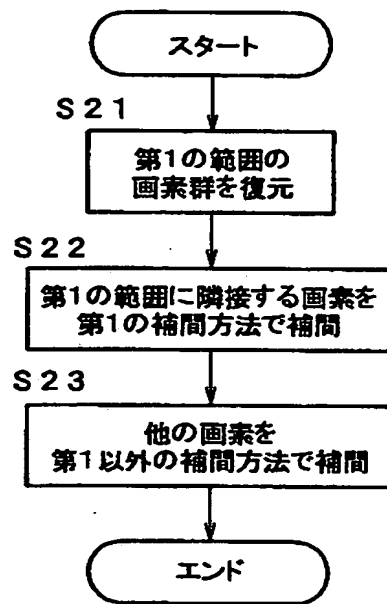 スタート
S21
第1の範囲の
画素群を復元
S22
第1の範囲に隣接する画素を
第1の補間方法で補間
S23
他の画素を
第1以外の補間方法で補間
エンド